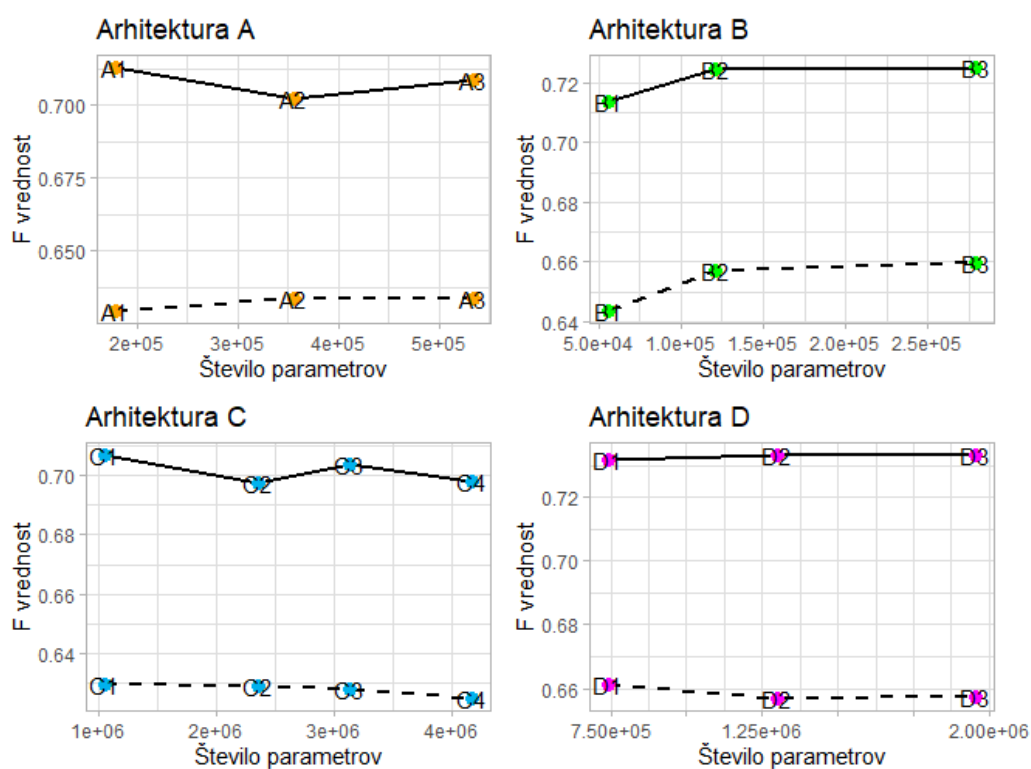 Arhitektura A
F vrednost
0.700
0.675
0.650
A1
A2
A3
A1
A2
A3
2e+05 3e+05 4e+05 5e+05
Število parametrov
Arhitektura B
F vrednost
0.72
0.70
0.68
0.66
0.64
B1
B2
B3
B1
B2
B3
5.0e+04 1.0e+05 1.5e+05 2.0e+05 2.5e+05
Število parametrov
Arhitektura C
F vrednost
0.70
0.68
0.66
0.64
C1
C2
C3
C4
C1
C2
C3
C4
1e+06 2e+06 3e+06 4e+06
Število parametrov
Arhitektura D
F vrednost
0.72
0.70
0.68
0.66
D1
D2
D3
D1
D2
D3
7.50e+05 1.25e+06 2.00e+06
Število parametrov